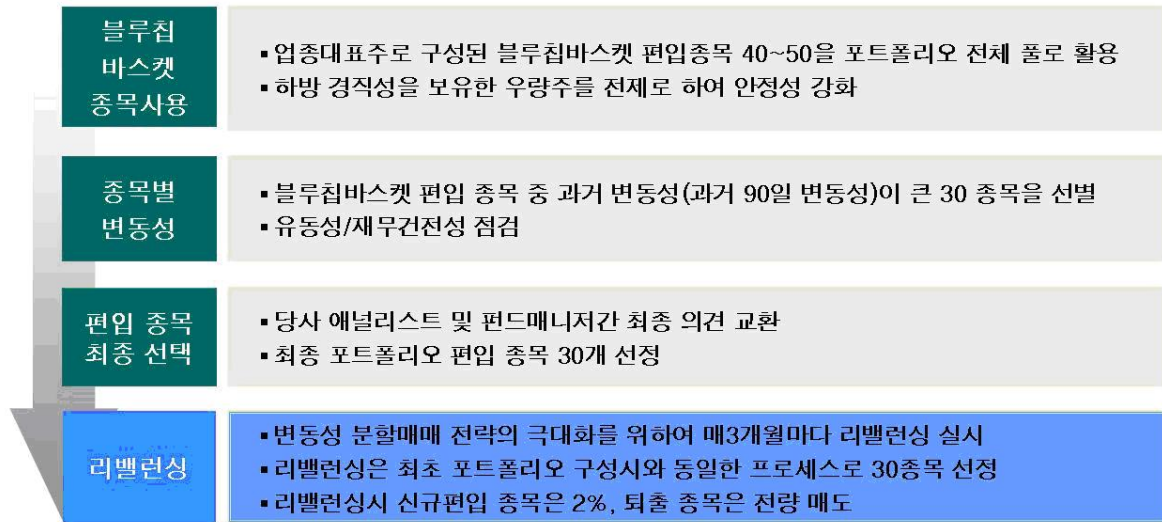 블루칩
바스켓
종목사용
▪ 업종대표주로 구성된 블루칩바스켓 편입종목 40~50을 포트폴리오 전체 풀로 활용
▪ 하방 경직성을 보유한 우량주를 전제로 하여 안정성 강화
종목별
변동성
▪ 블루칩바스켓 편입 종목 중 과거 변동성(과거 90일 변동성)이 큰 30 종목을 선별
▪ 유동성/재무건전성 점검
편입 종목
최종 선택
▪ 당사 애널리스트 및 펀드매니저간 최종 의견 교환
▪ 최종 포트폴리오 편입 종목 30개 선정
리밸런싱
▪ 변동성 분할매매 전략의 극대화를 위하여 매3개월마다 리밸런싱 실시
▪ 리밸런싱은 최초 포트폴리오 구성시와 동일한 프로세스로 30종목 선정
▪ 리밸런싱시 신규편입 종목은 2%, 퇴출 종목은 전량 매도